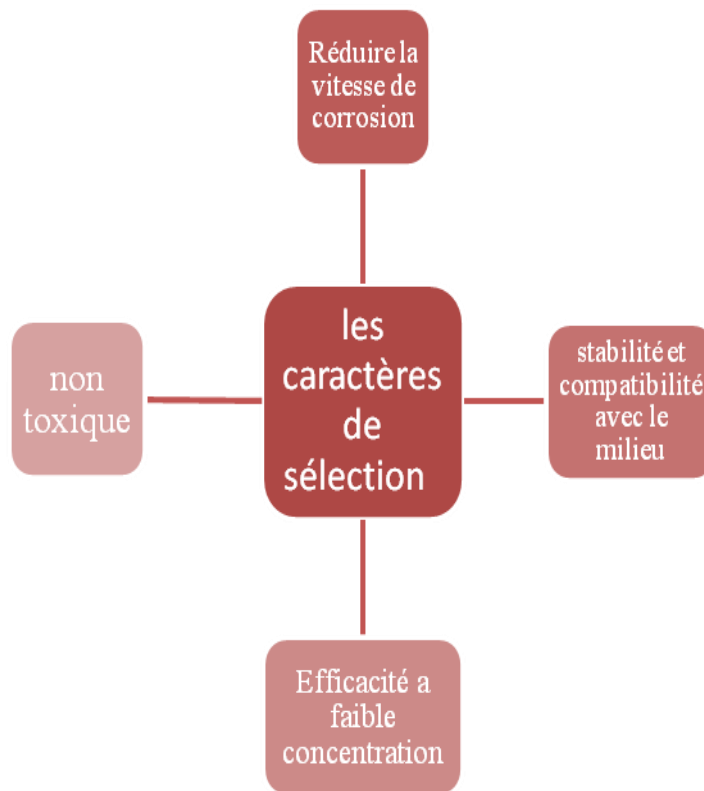 Réduire la
vitesse de
corrosion
les
caractères
de
sélection
non
toxique
stabilité et
compatibilité
avec le
milieu
Efficacité a
faible
concentration